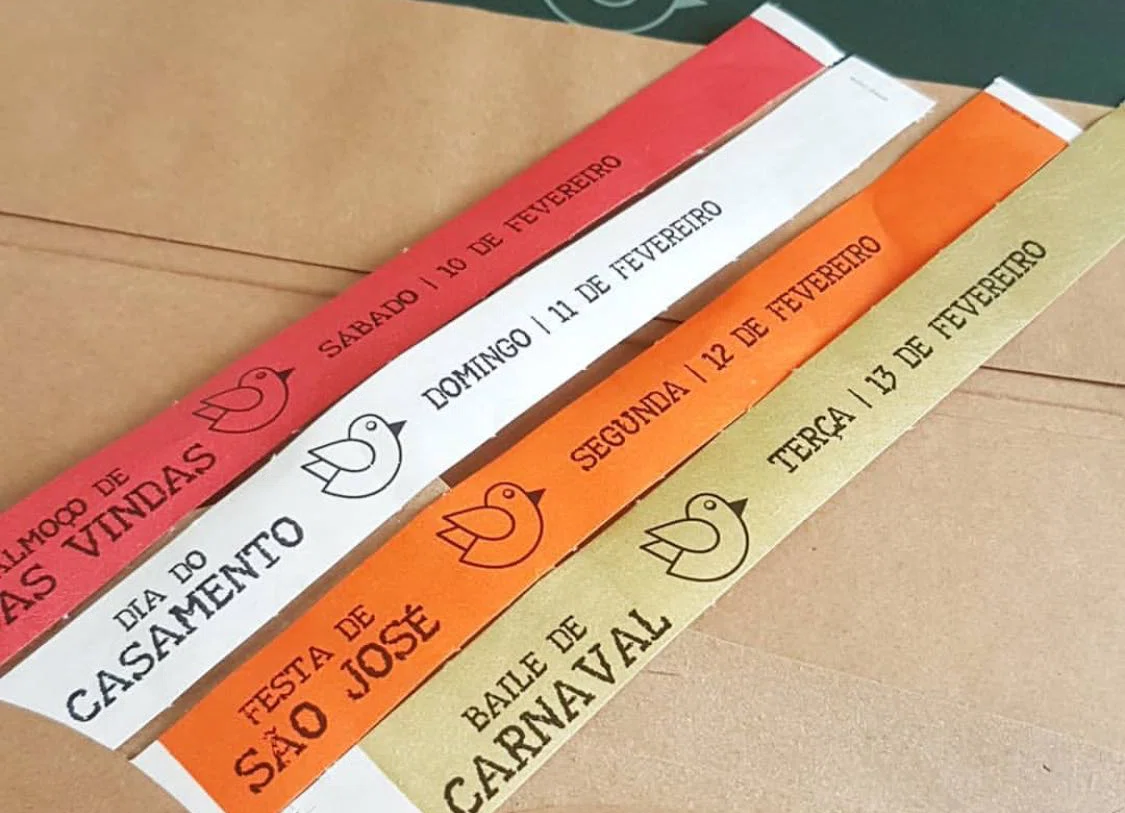 ALMOÇO DE
AS VINDAS
SÁBADO | 10 DE FEVEREIRO
DIA DO
CASAMENTO
DOMINGO | 11 DE FEVEREIRO
FESTA DE
SÃO JOSÉ
SEGUNDA | 12 DE FEVEREIRO
BAILE DE
CARNAVAL
TERÇA | 13 DE FEVEREIRO